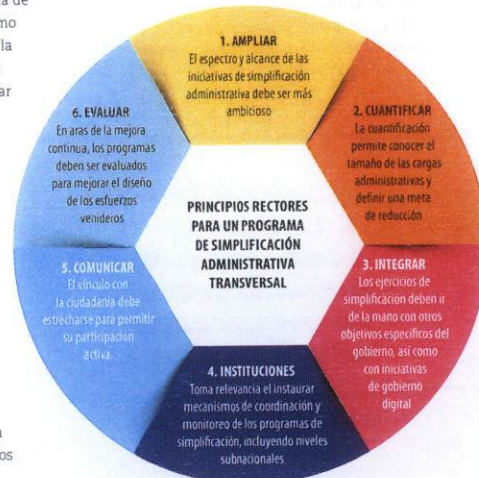 a de
mo
la
ar
os
1. AMPLIAR
El espectro y alcance de las
iniciativas de simplificación
administrativa debe ser más
ambicioso
2. CUANTIFICAR
La cuantificación
permite conocer el
tamaño de las cargas
administrativas y
definir una meta
de reducción
3. INTEGRAR
Los ejercicios de
simplificación deben ir
de la mano con otros
objetivos específicos del
gobierno, así como
con iniciativas
de gobierno
digital
4. INSTITUCIONES
Toma relevancia el instaurar
mecanismos de coordinación y
monitoreo de los programas de
simplificación, incluyendo niveles
subnacionales
5. COMUNICAR
El vínculo con
la ciudadanía debe
estrecharse para permitir
su participación
activa.
6. EVALUAR
En aras de la mejora
continua, los programas
deben ser evaluados
para mejorar el diseño
de los esfuerzos
venideros
PRINCIPIOS RECTORES
PARA UN PROGRAMA
DE SIMPLIFICACIÓN
ADMINISTRATIVA
TRANSVERSAL